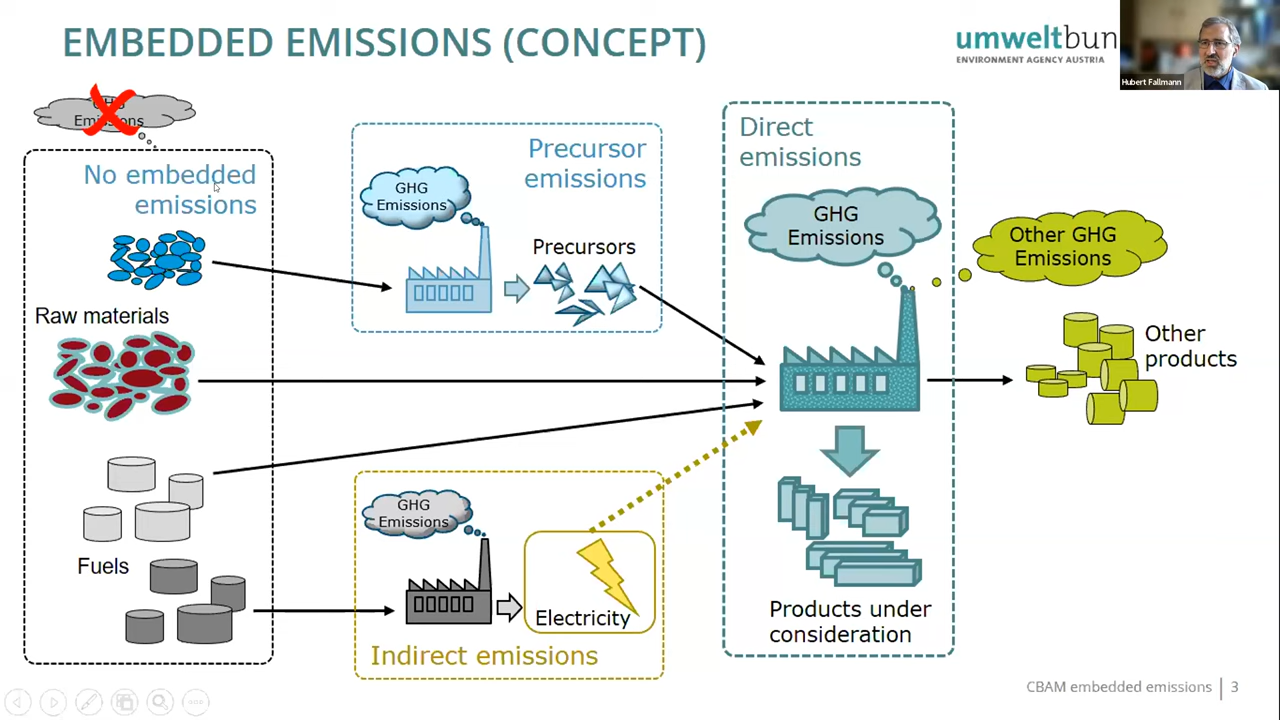 EMBEDDED EMISSIONS (CONCEPT)
umweltbun
ENVIRONMENT AGENCY AUSTRIA
Hubert Fallmann
GHG
Emissions
No embedded
emissions
Raw materials
Fuels
Precursor
emissions
GHG
Emissions
Precursors
GHG
Emissions
Electricity
Indirect emissions
Direct
emissions
GHG
Emissions
Products under
consideration
Other GHG
Emissions
Other
products
CBAM embedded emissions
3